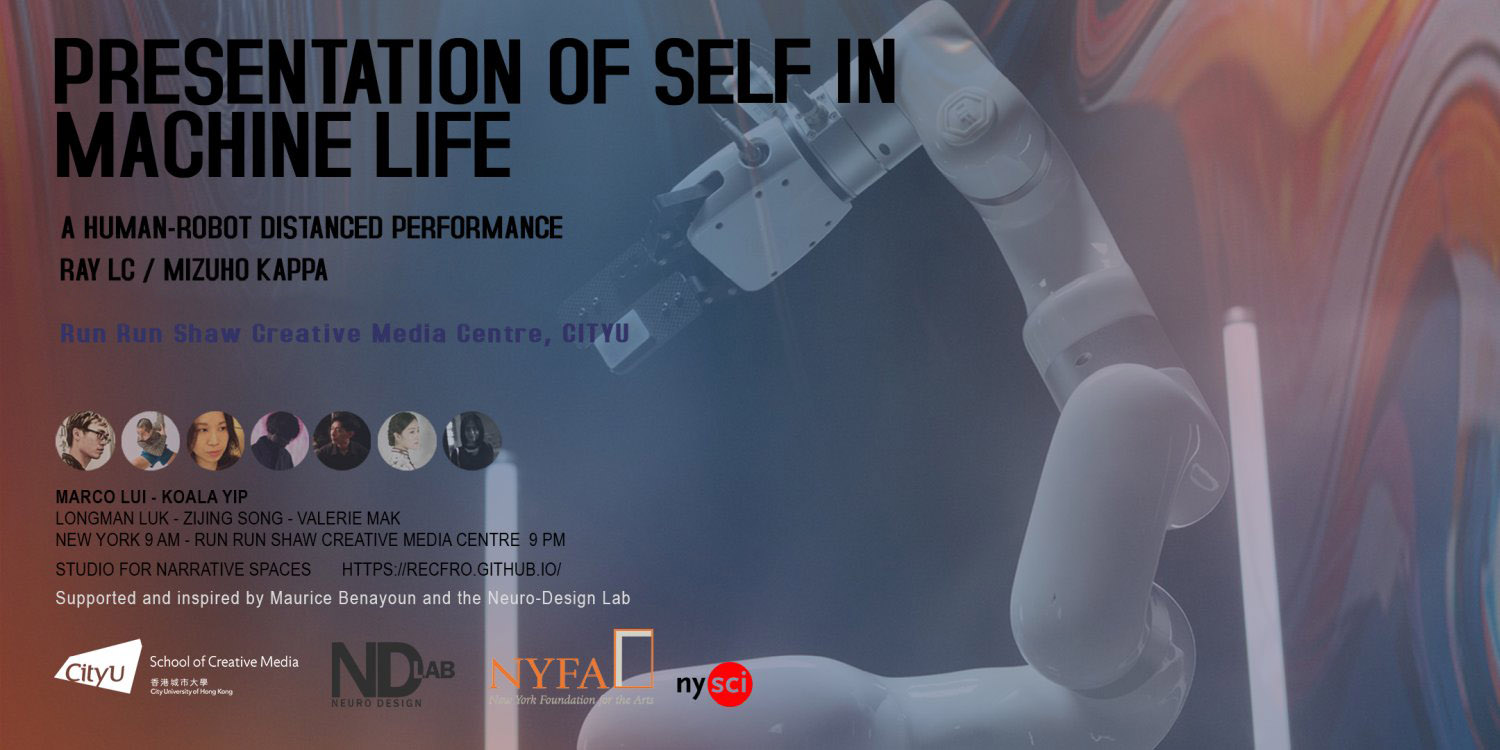 PRESENTATION OF SELF IN
MACHINE LIFE
A HUMAN-ROBOT DISTANCED PERFORMANCE
RAY LC / MIZUHO KAPPA
Run Run Shaw Creative Media Centre, CITYU
MARCO LUI - KOALA YIP
LONGMAN LUK - ZIJING SONG - VALERIE MAK
NEW YORK 9 AM - RUN RUN SHAW CREATIVE MEDIA CENTRE 9 PM
STUDIO FOR NARRATIVE SPACES HTTPS://RECFRO.GITHUB.IO/
Supported and inspired by Maurice Benayoun and the Neuro-Design Lab
CityU
School of Creative Media
香港城市大學
City University of Hong Kong
ND LAB
NEURO DESIGN
NYFA
New York Foundation for the Arts
nysci